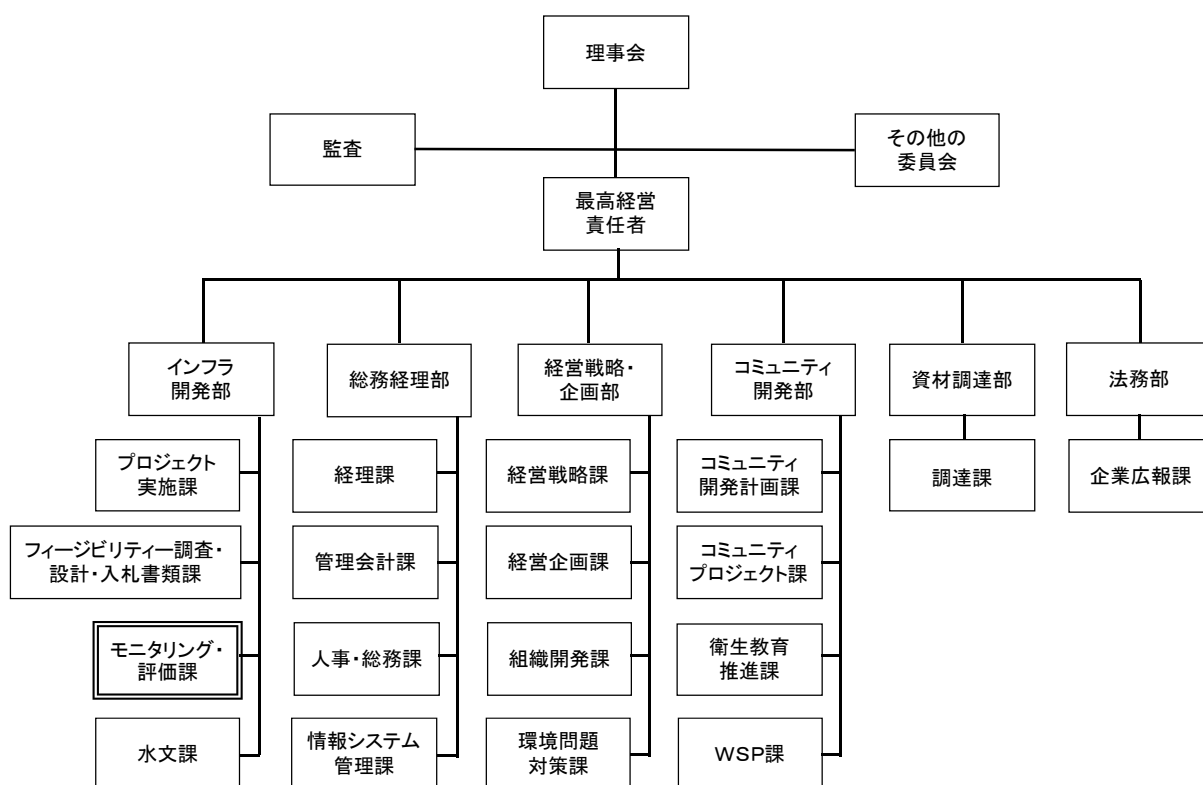 理事会
監査
その他の
委員会
最高経営
責任者
インフラ
開発部
総務経理部
経営戦略・
企画部
コミュニティ
開発部
資材調達部
法務部
プロジェクト
実施課
経理課
経営戦略課
コミュニティ
開発計画課
調達課
企業広報課
フィージビリティー調査・
設計・入札書類課
管理会計課
経営企画課
コミュニティ
プロジェクト課
モニタリング・
評価課
人事・総務課
組織開発課
衛生教育
推進課
水文課
情報システム
管理課
環境問題
対策課
WSP課